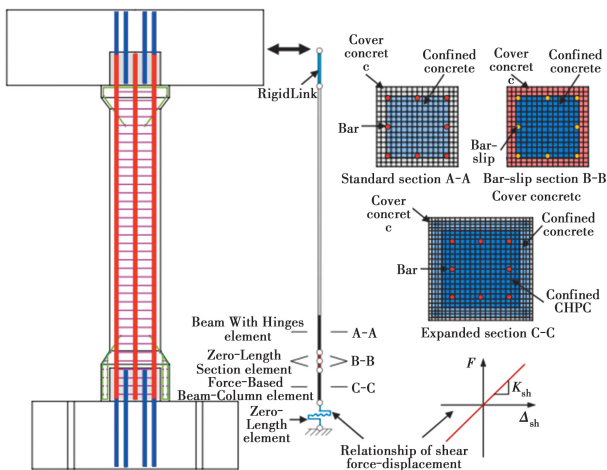 RigidLink
Cover
concret
c
Confined
concrete
Bar
Standard section A-A
Cover
concret
c
Confined
concrete
Bar-
slip
Bar-slip section B-B
Cover concretc
Cover
concret
c
Confined
concrete
Bar
Confined
CHPC
Expanded section C-C
Beam With Hinges
element
A-A
Zero-Length
Section element
B-B
Force-Based
Beam-Column element
C-C
Zero-
Length
element
Relationship of shear
force-displacement
F
K_sh
Δ_sh